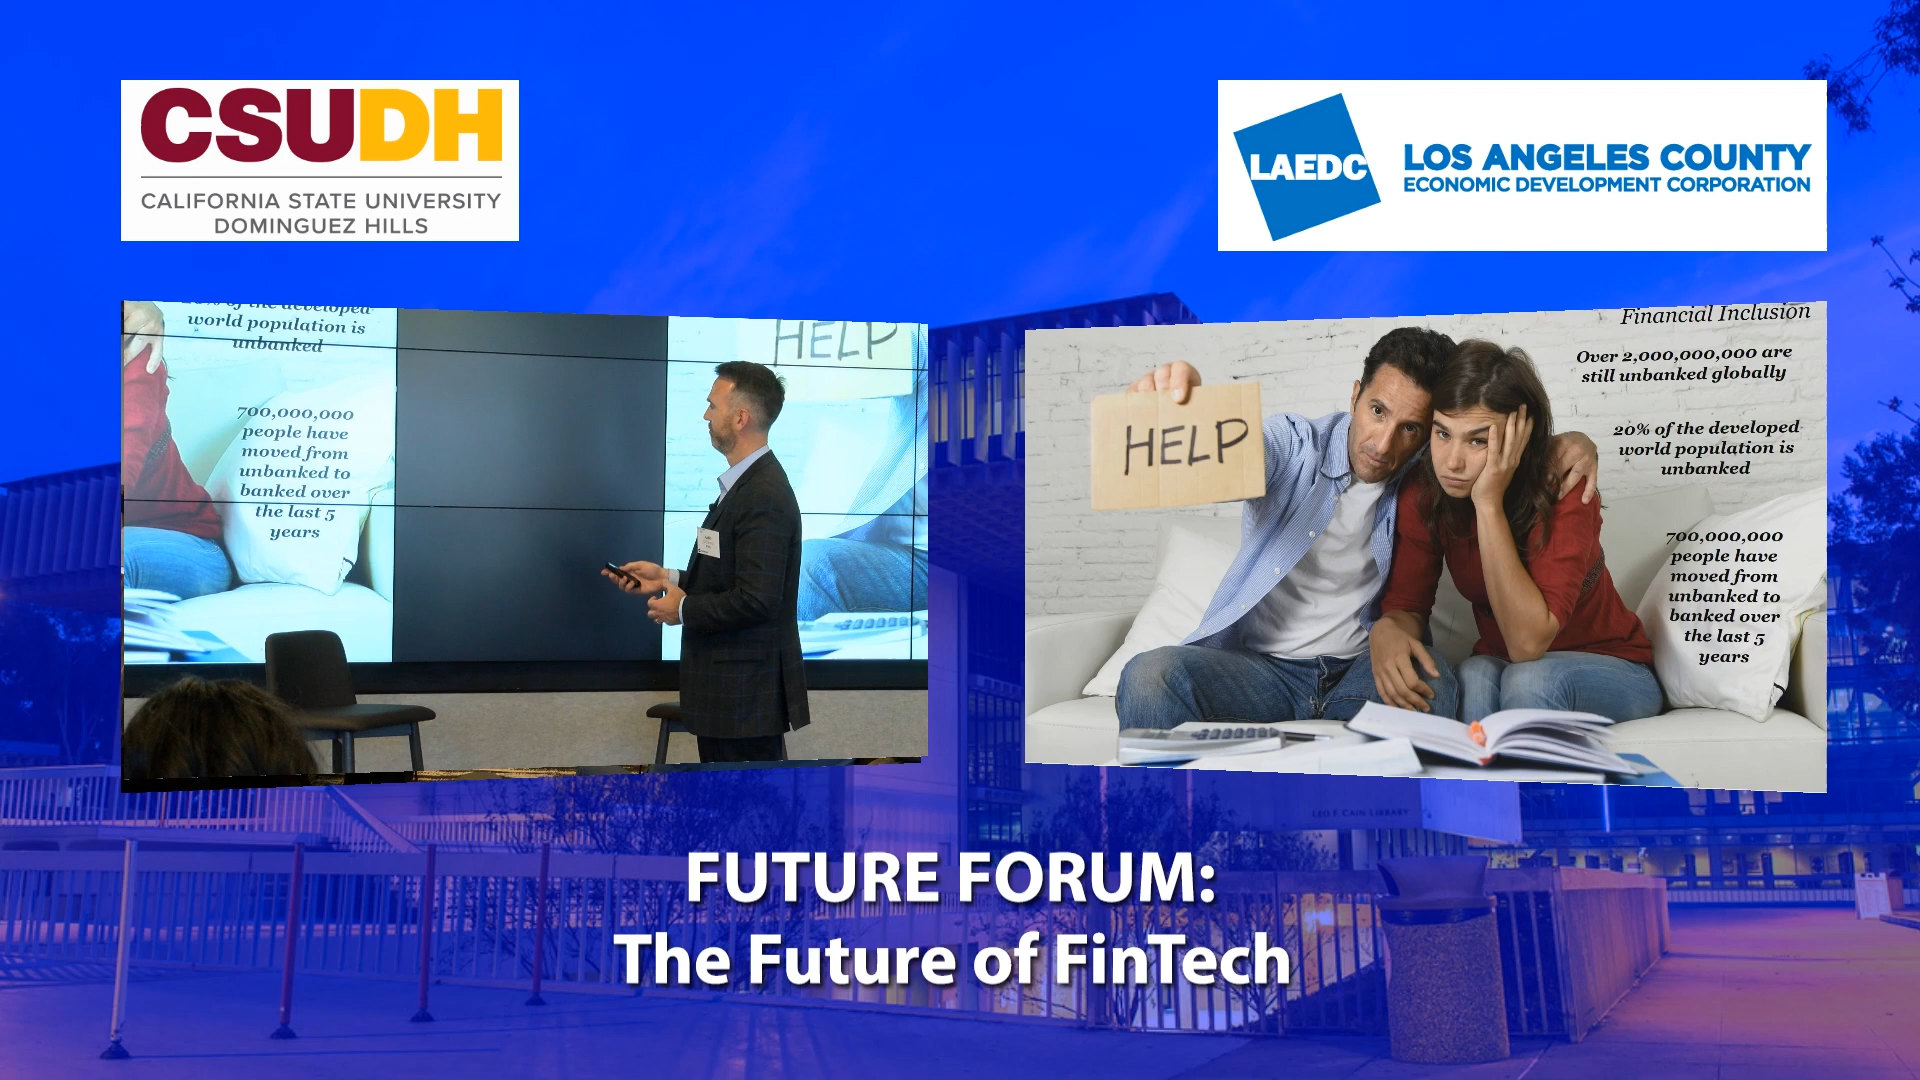 CSUDH
CALIFORNIA STATE UNIVERSITY
DOMINGUEZ HILLS
LAEDC
LOS ANGELES COUNTY
ECONOMIC DEVELOPMENT CORPORATION
world population is
unbanked
700,000,000
people have
moved from
unbanked to
banked over
the last 5
years
HELP
Financial Inclusion
Over 2,000,000,000 are
still unbanked globally
20% of the developed
world population is
unbanked
700,000,000
people have
moved from
unbanked to
banked over
the last 5
years
HELP
LEO F. CAIN LIBRARY
FUTURE FORUM:
The Future of FinTech